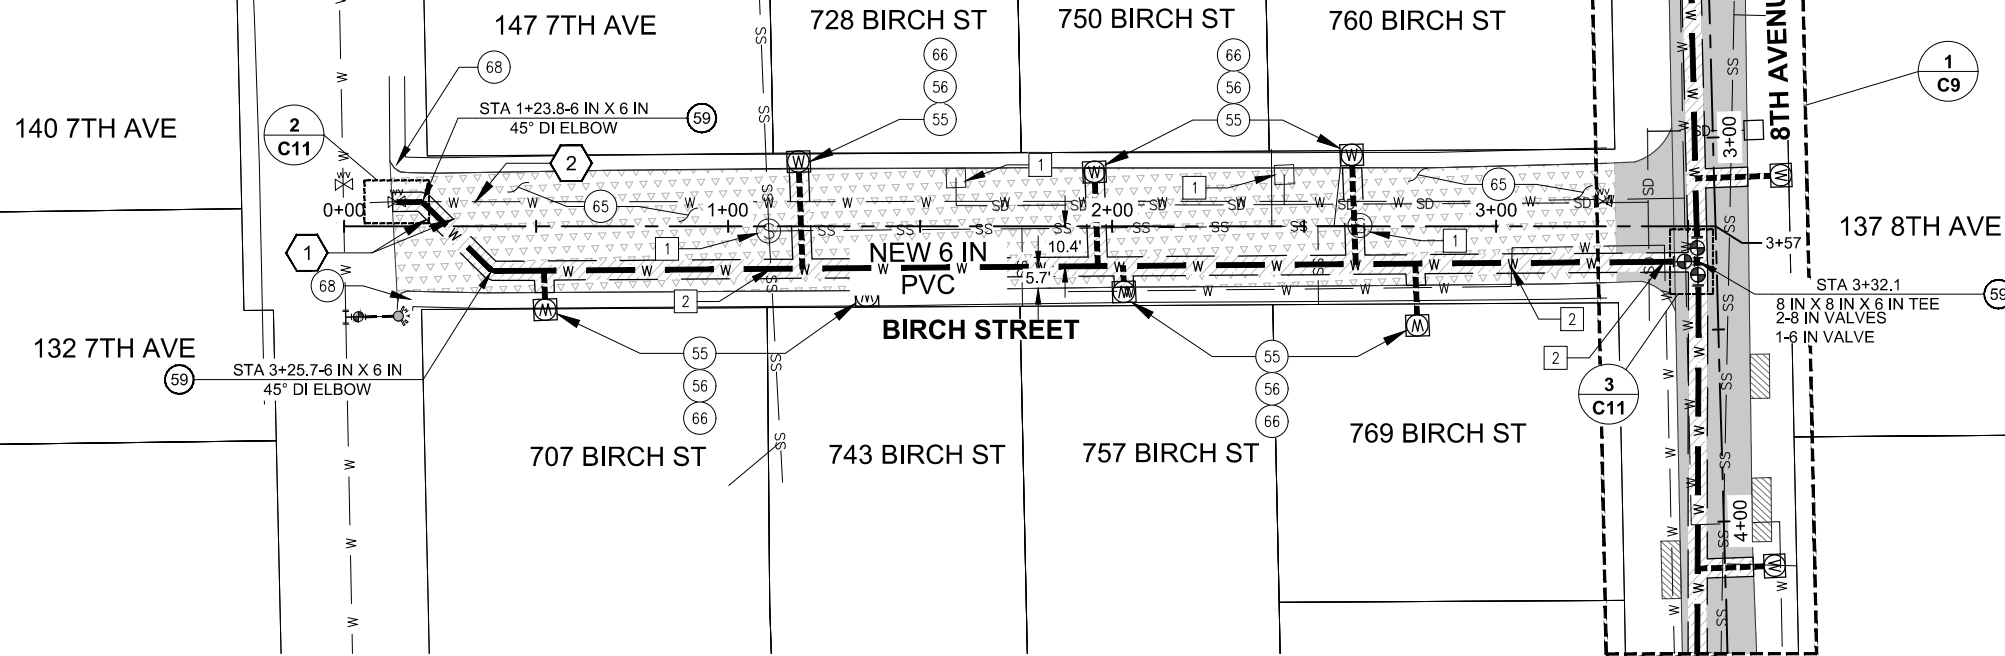 147 7TH AVE
728 BIRCH ST
750 BIRCH ST
760 BIRCH ST
8TH AVENU
1
C9
140 7TH AVE
2
C11
68
STA 1+23.8-6 IN X 6 IN
45° DI ELBOW
59
66
56
55
66
56
55
2
1
1
65
65
0+00
1+00
2+00
3+00
3+00
1
1
1
68
NEW 6 IN
PVC
10.4'
5.7'
2
BIRCH STREET
3+57
137 8TH AVE
STA 3+32.1
8 IN X 8 IN X 6 IN TEE
2-8 IN VALVES
1-6 IN VALVE
59
2
2
132 7TH AVE
59
STA 3+25.7-6 IN X 6 IN
45° DI ELBOW
55
56
66
55
56
66
3
C11
707 BIRCH ST
743 BIRCH ST
757 BIRCH ST
769 BIRCH ST
4+00
W
SS
SD